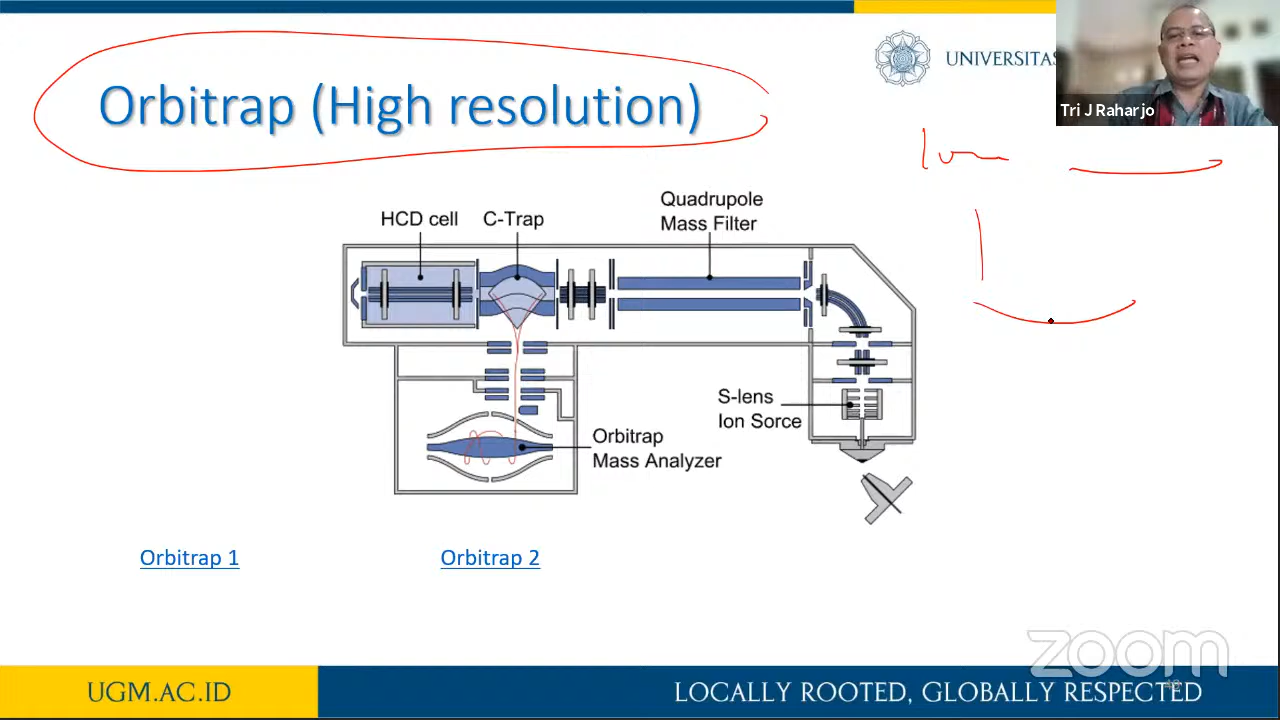 UNIVERSITAS
Tri J Raharjo
Orbitrap (High resolution)
HCD cell
C-Trap
Quadrupole
Mass Filter
S-lens
Ion Sorce
Orbitrap
Mass Analyzer
Orbitrap 1
Orbitrap 2
zoom
UGM.AC.ID
LOCALLY ROOTED, GLOBALLY RESPECTED